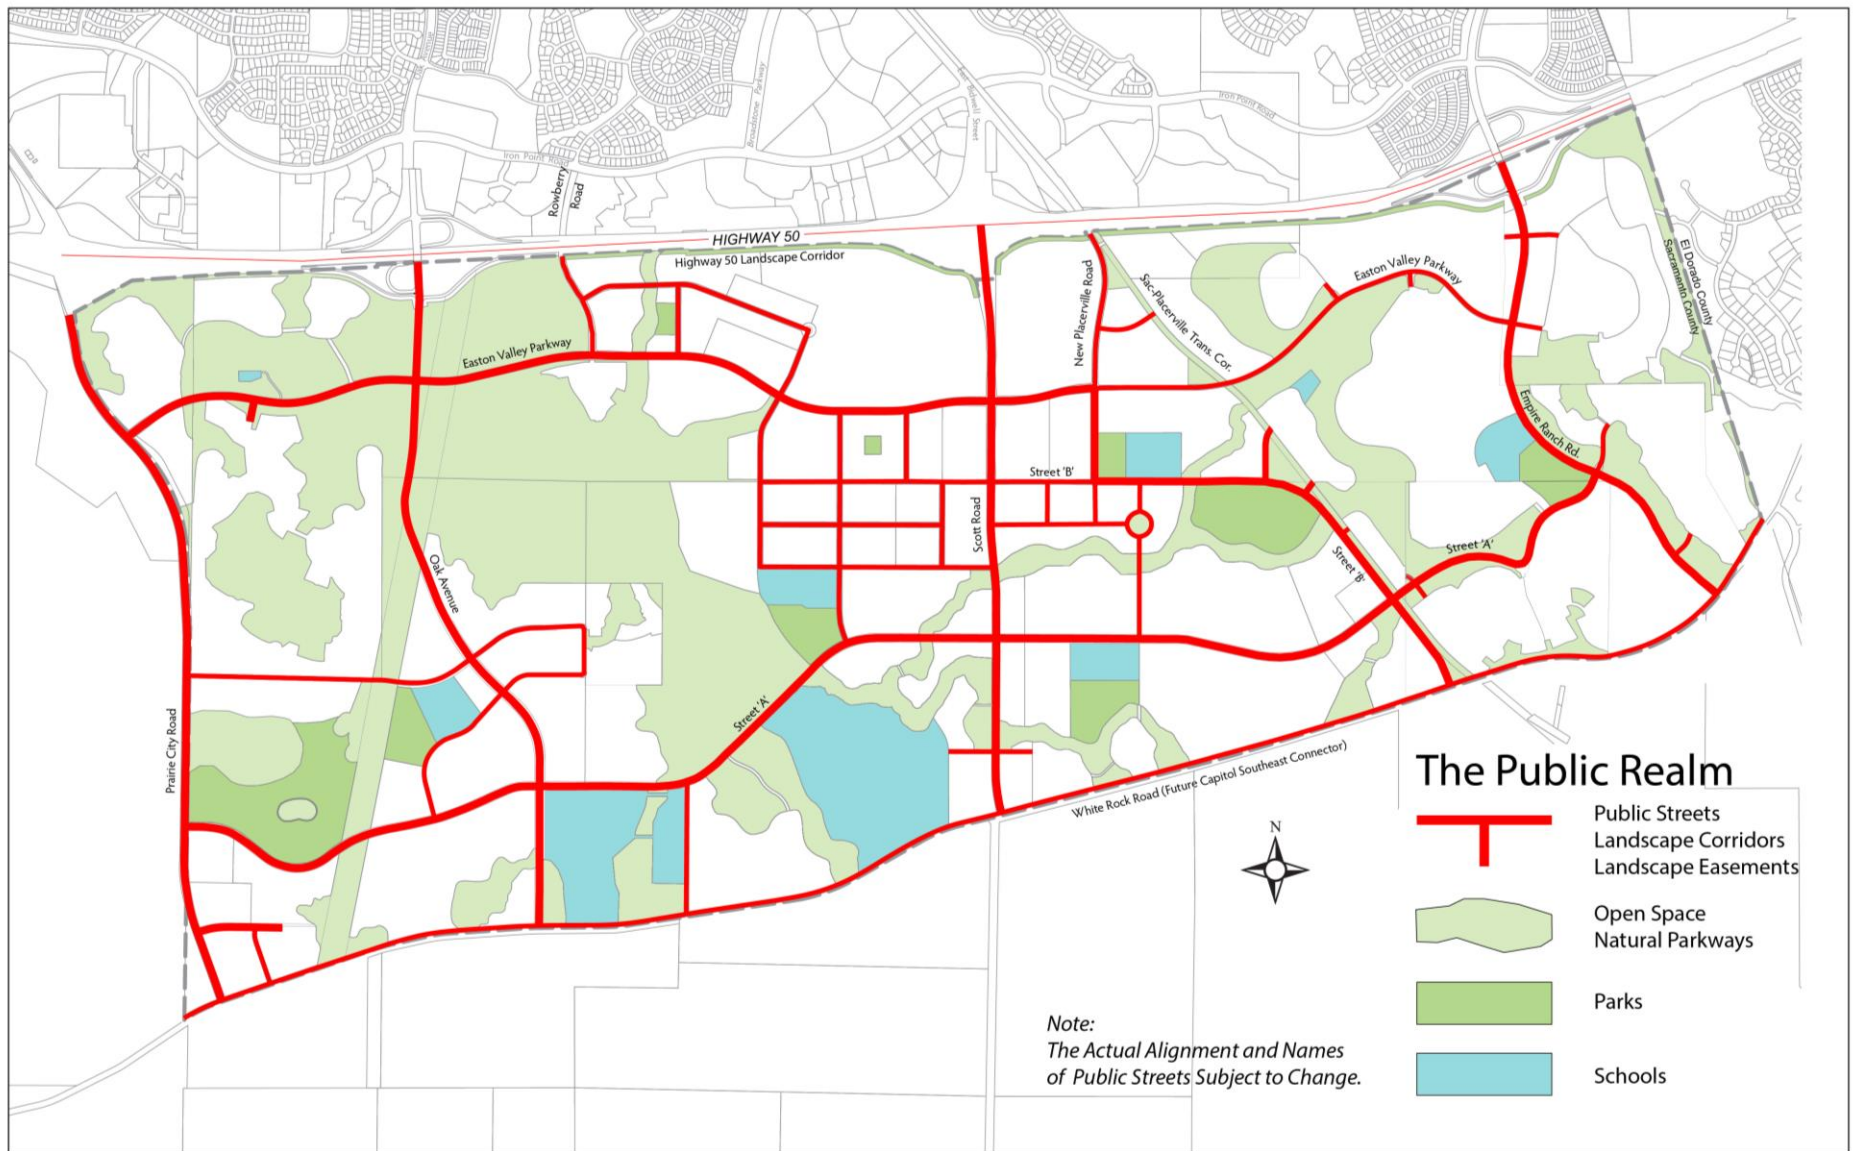 Iron Point Road
Broadstone Parkway
East Bidwell Street
Iron Point Road
Rowberry
Road
HIGHWAY 50
Highway 50 Landscape Corridor
New Placerville Road
Sac-Placerville Trans. Cor.
Easton Valley Parkway
El Dorado County
Sacramento County
Easton Valley Parkway
Empire Ranch Rd.
Street 'B'
Scott Road
Oak Avenue
Street 'B'
Street 'A'
Prairie City Road
Street 'A'
White Rock Road (Future Capitol Southeast Connector)
The Public Realm
Public Streets
Landscape Corridors
Landscape Easements
Open Space
Natural Parkways
Parks
Schools
N
Note:
The Actual Alignment and Names
of Public Streets Subject to Change.